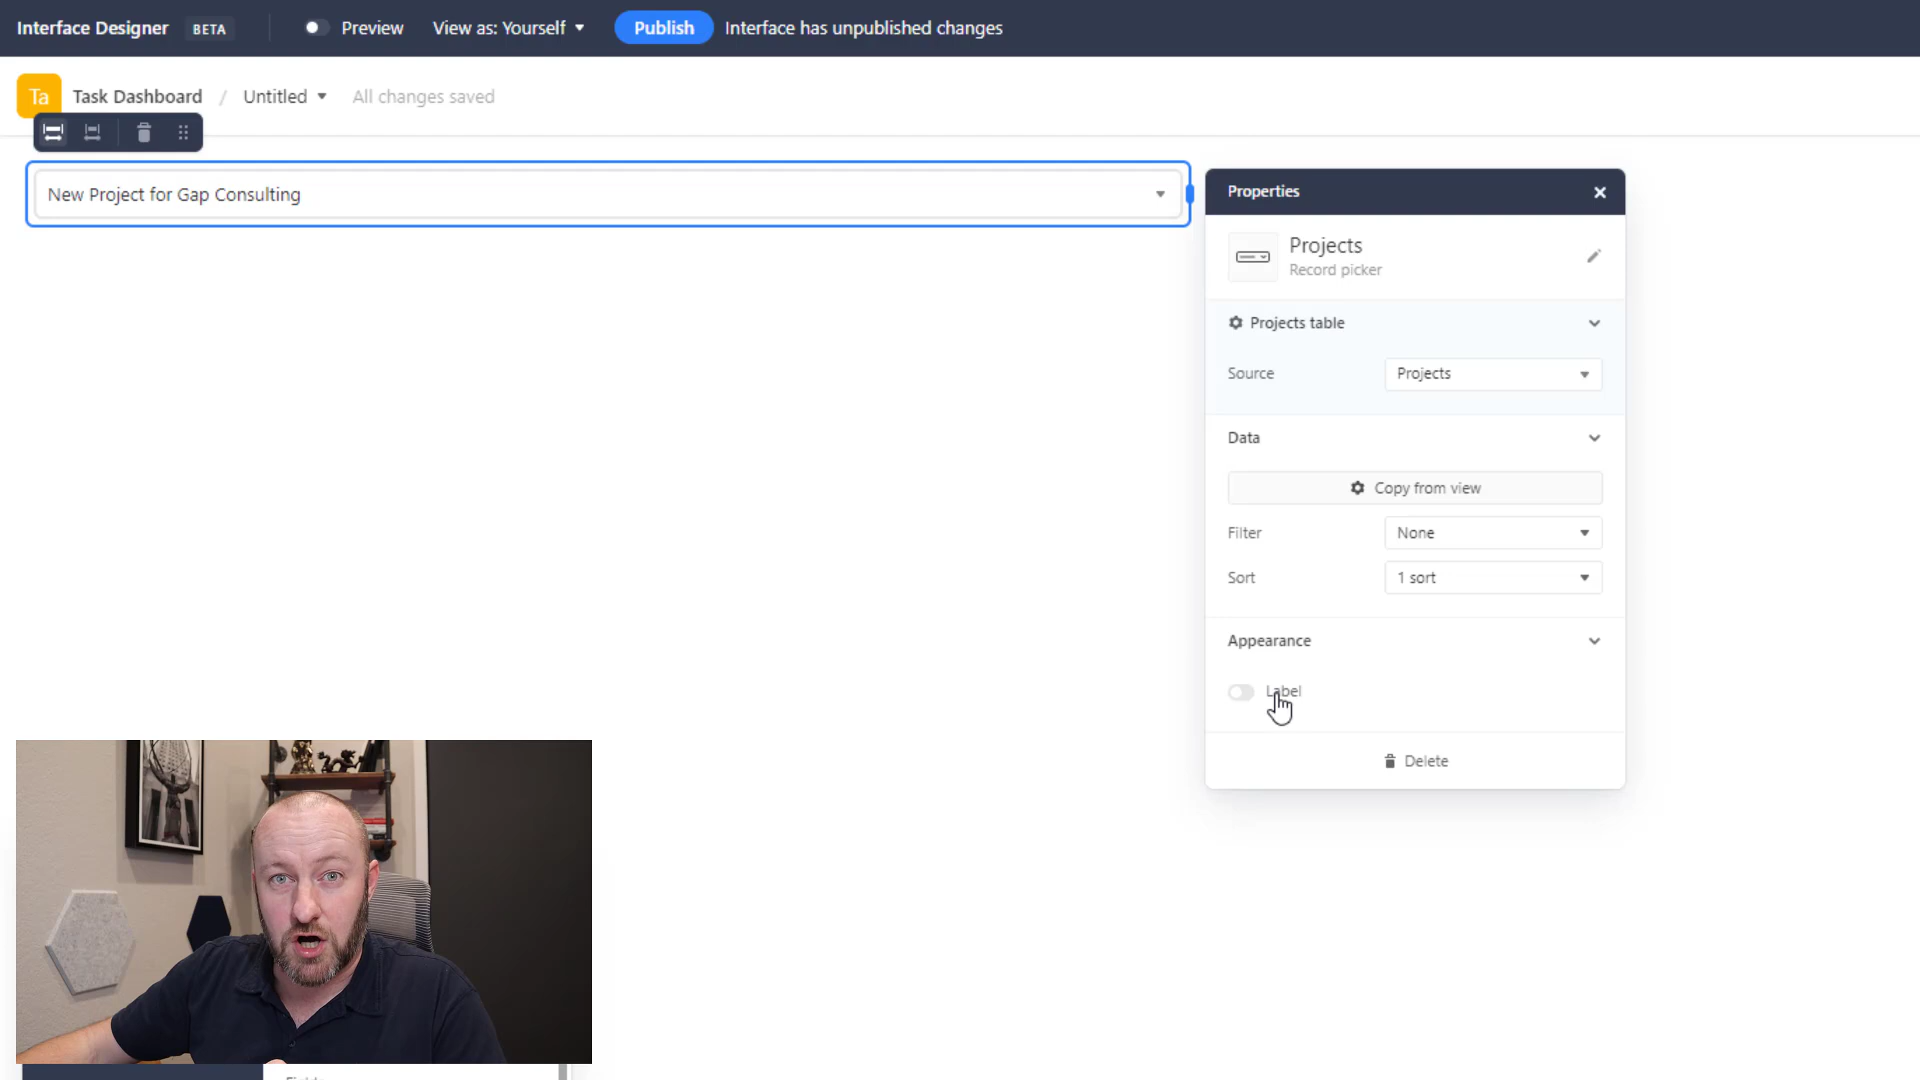 Interface Designer BETA Preview View as: Yourself Publish Interface has unpublished changes
Ta Task Dashboard / Untitled All changes saved
New Project for Gap Consulting
Properties
Projects
Record picker
Projects table
Source Projects
Data
Copy from view
Filter None
Sort 1 sort
Appearance
Label
Delete